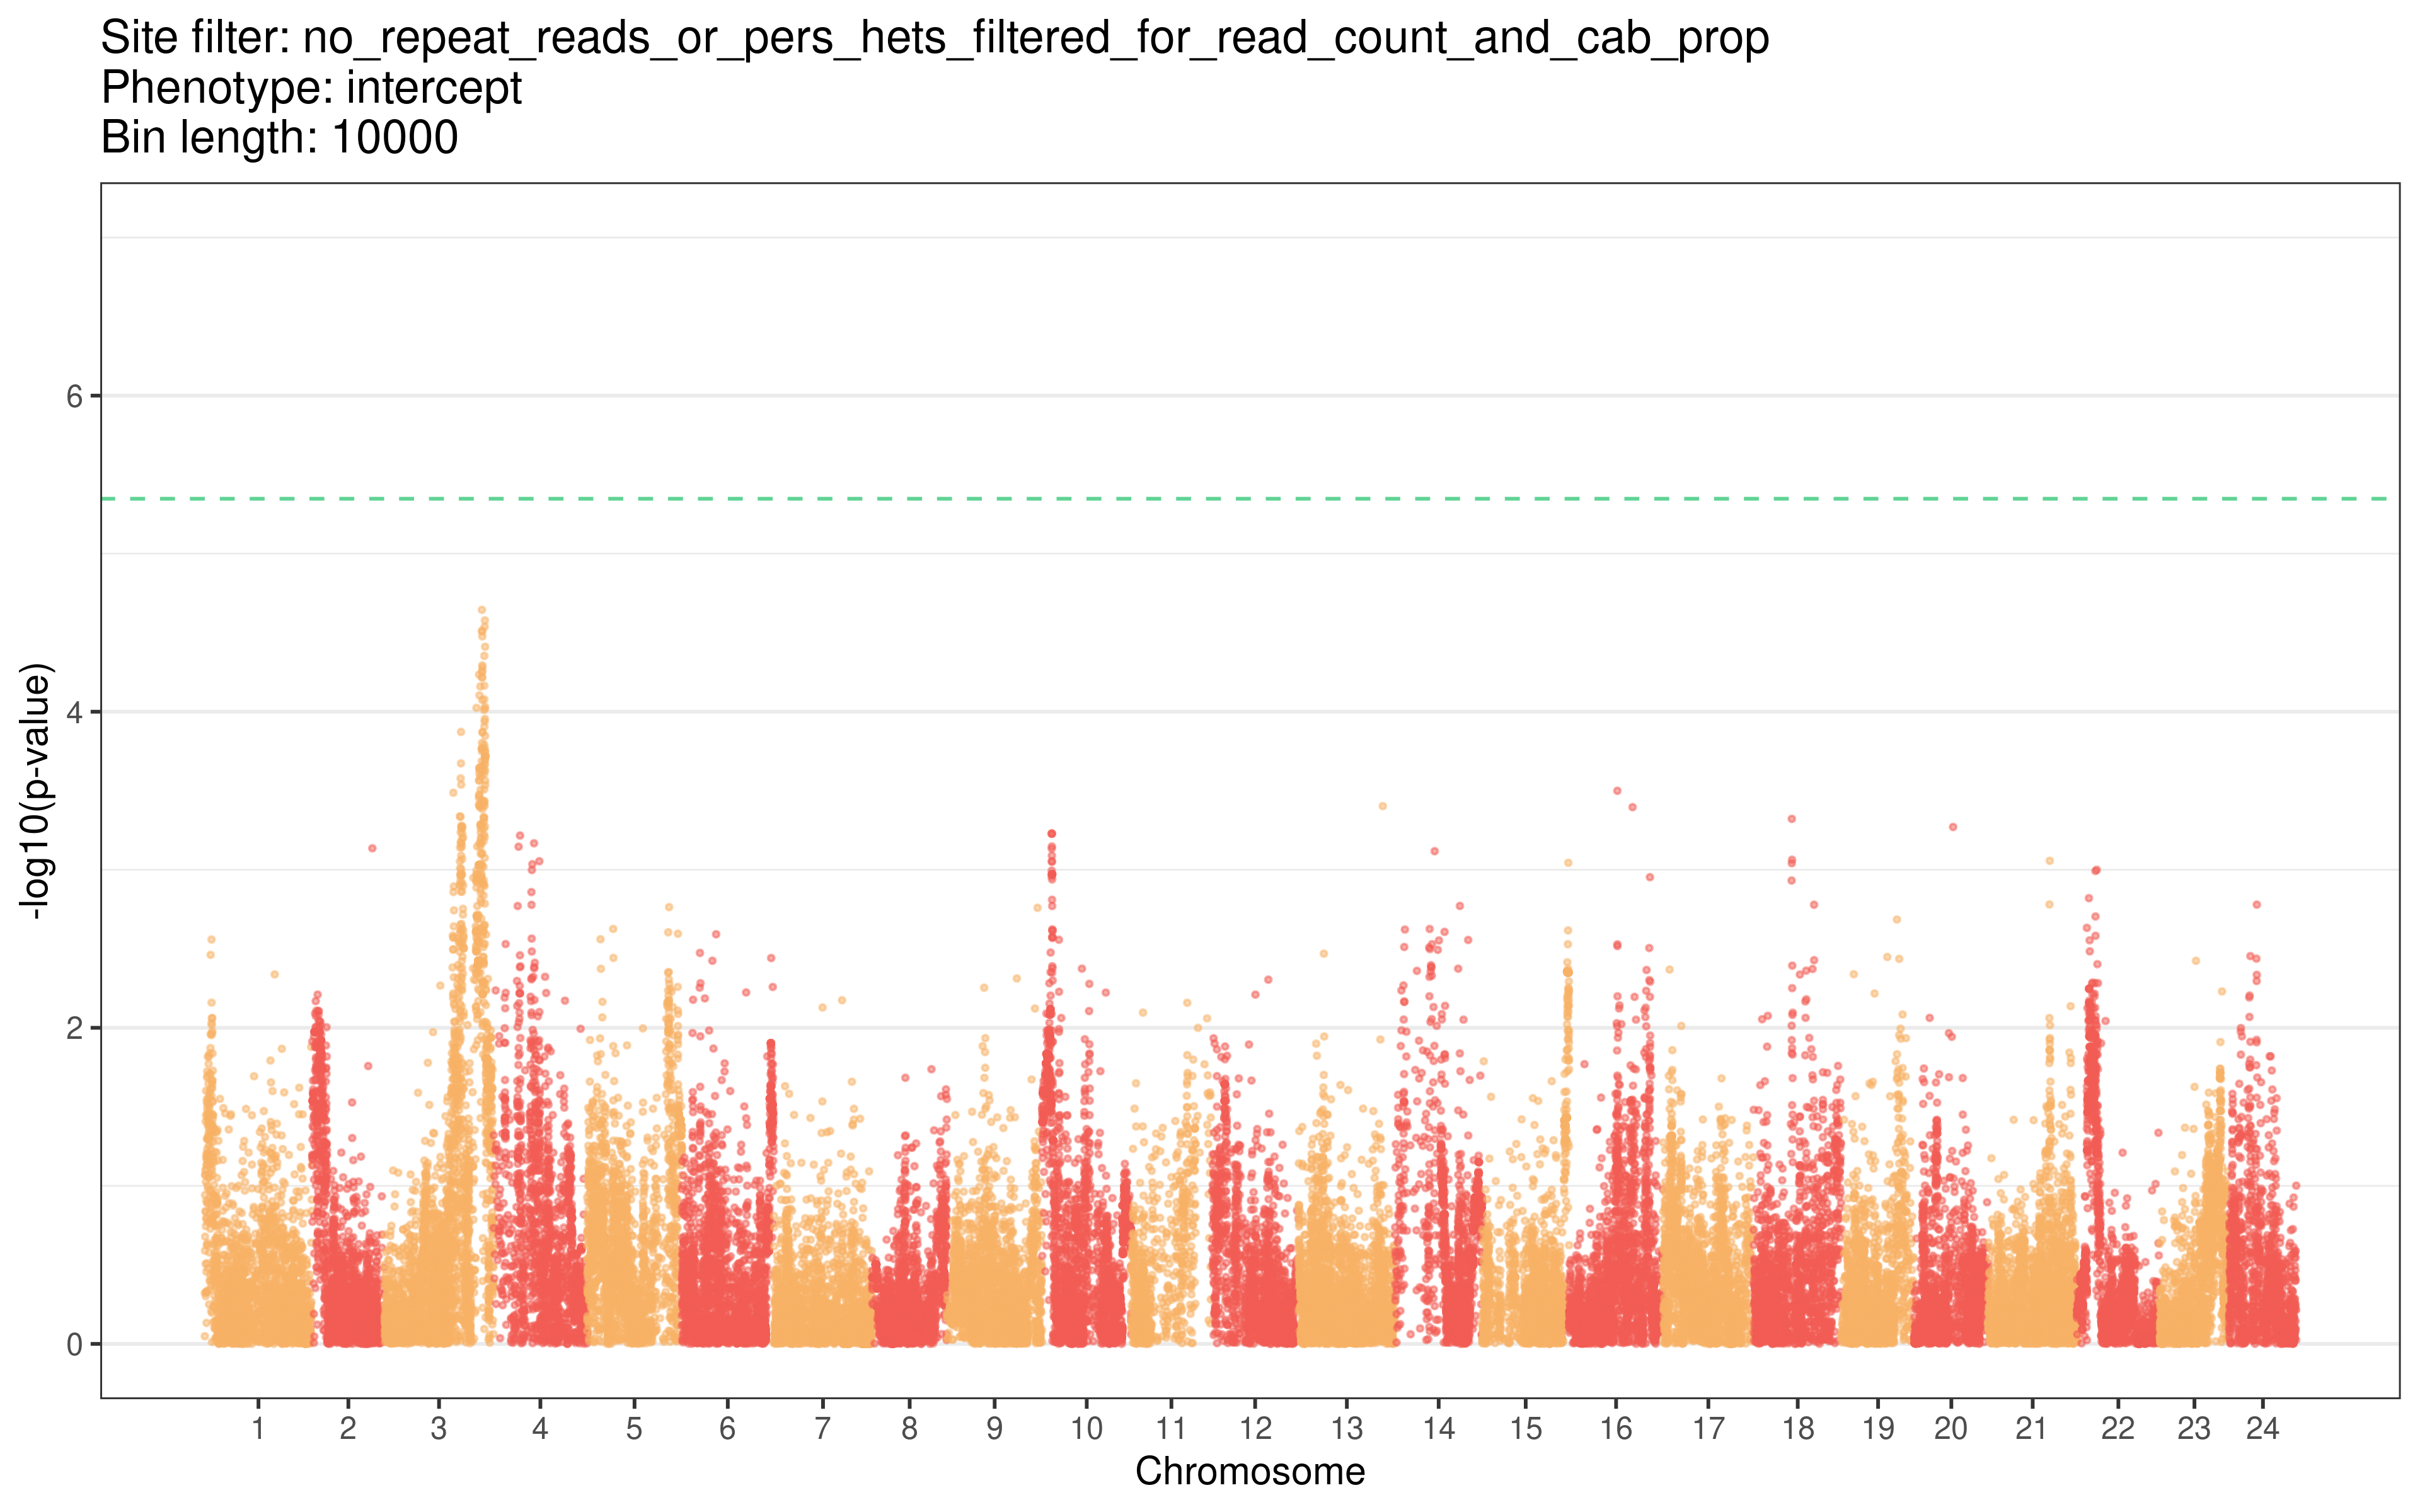 Site filter: no_repeat_reads_or_pers_hets_filtered_for_read_count_and_cab_prop
Phenotype: intercept
Bin length: 10000
6
4
2
0
-log10(p-value)
1 2 3 4 5 6 7 8 9 10 11 12 13 14 15 16 17 18 19 20 21 22 23 24
Chromosome